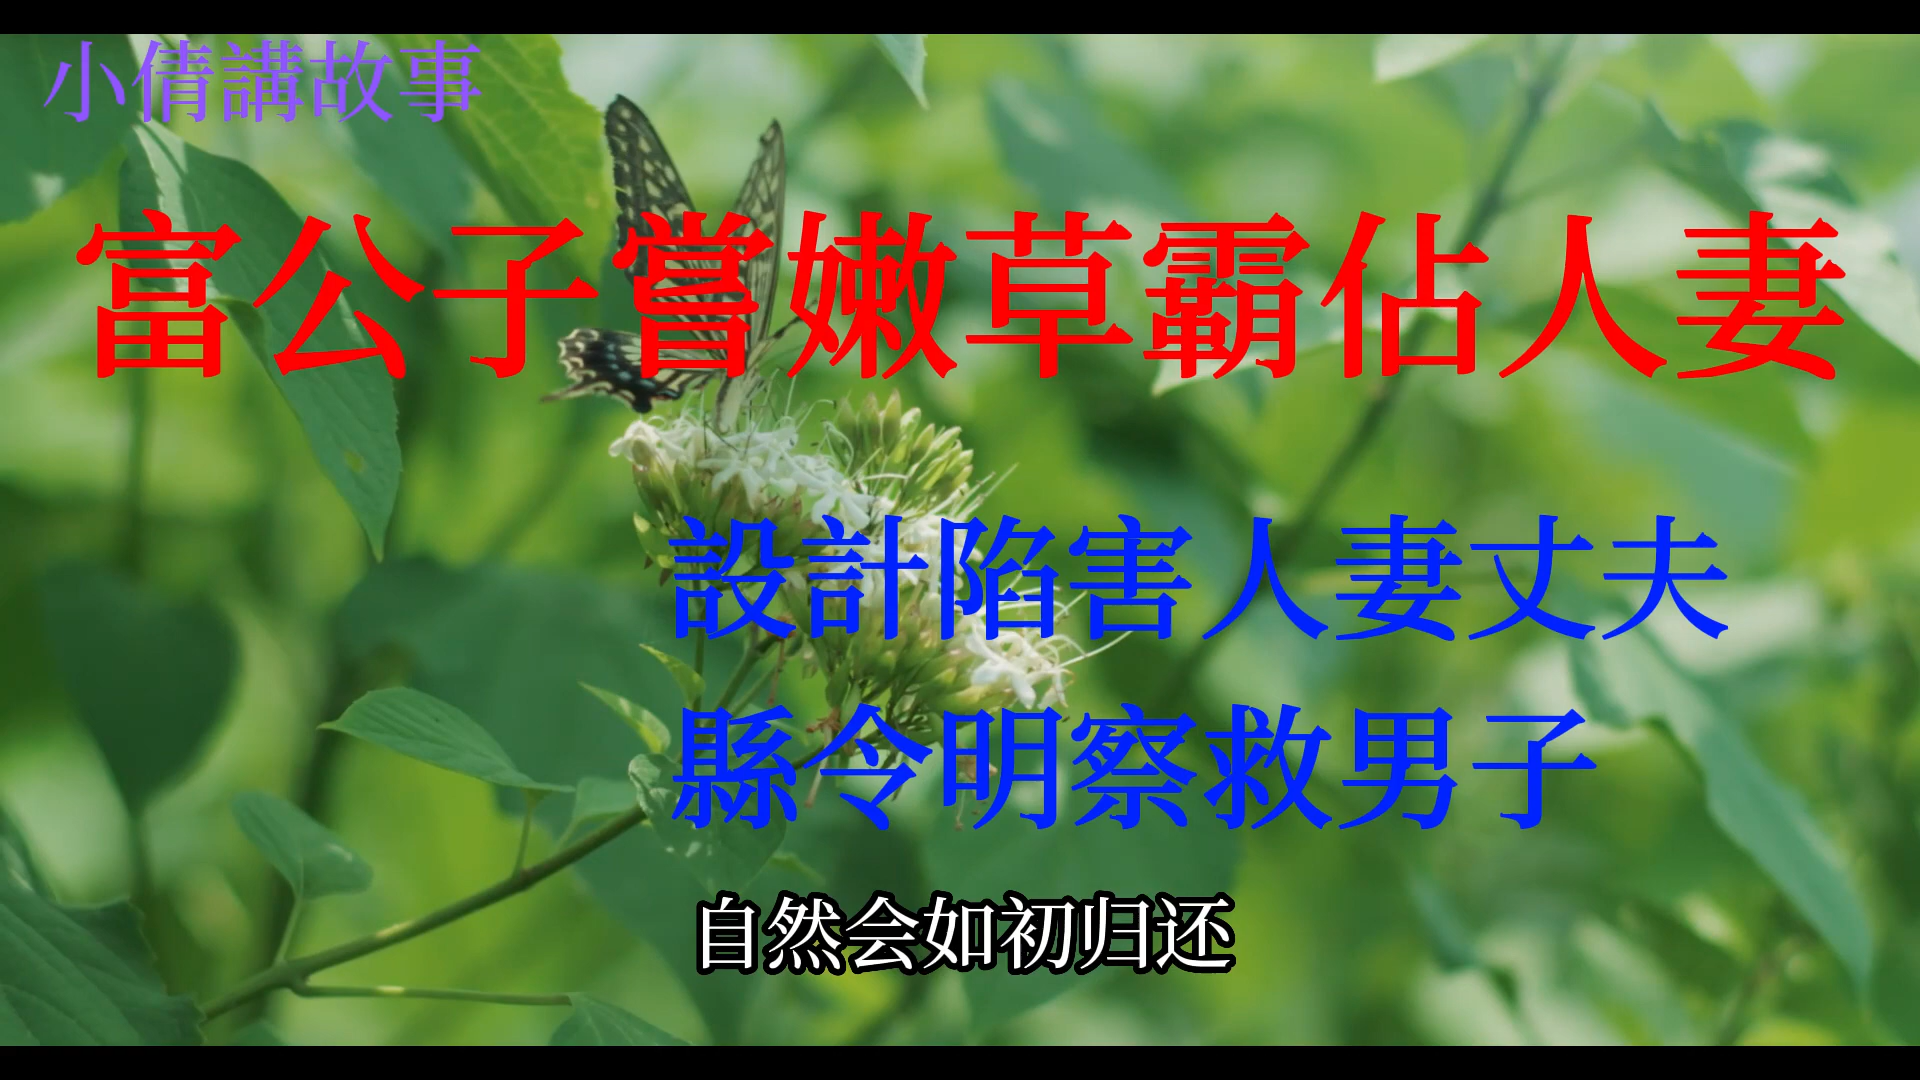 小倩講故事
富公子嘗嫩草霸佔人妻
設計陷害人妻丈夫
縣令明察救男子
自然会如初归还